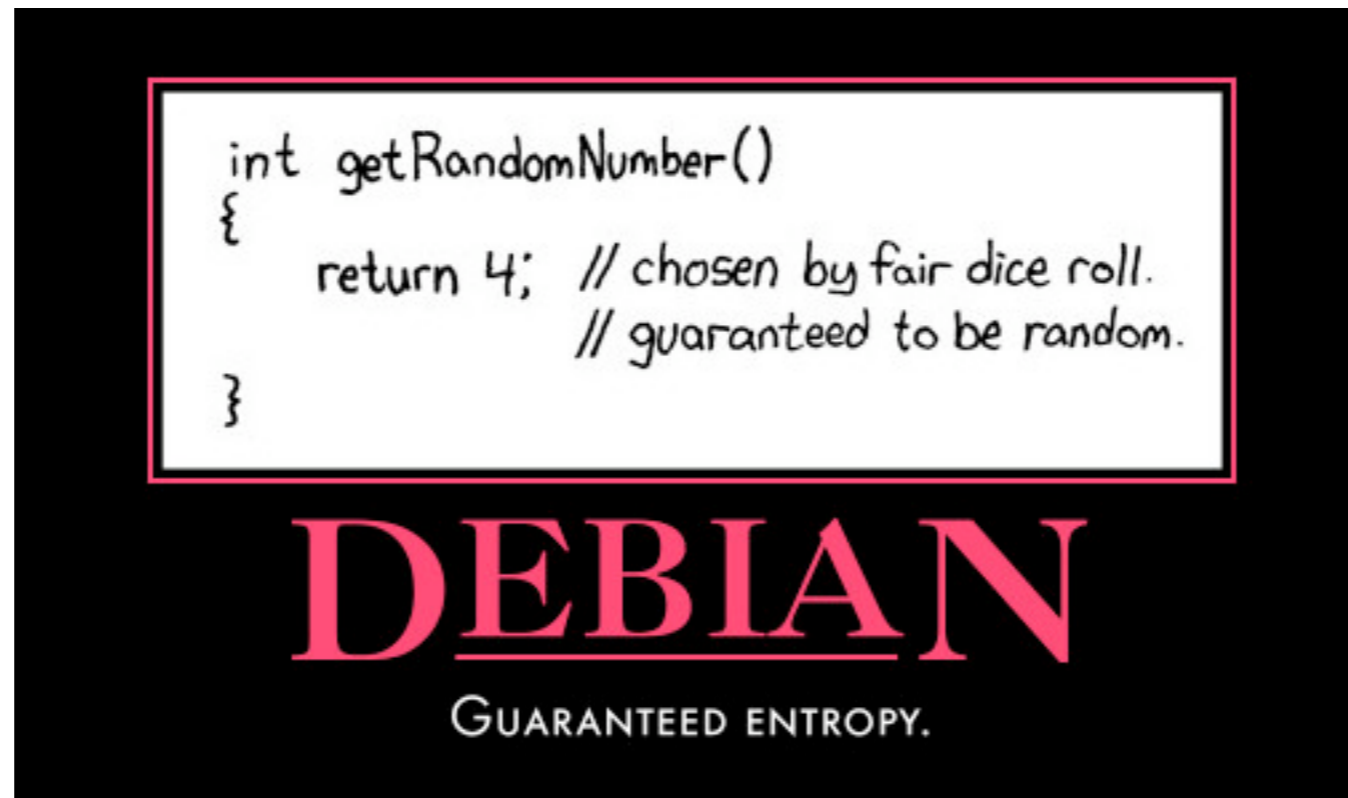 int getRandomNumber()
{
return 4; // chosen by fair dice roll.
// guaranteed to be random.
}
DEBIAN
GUARANTEED ENTROPY.